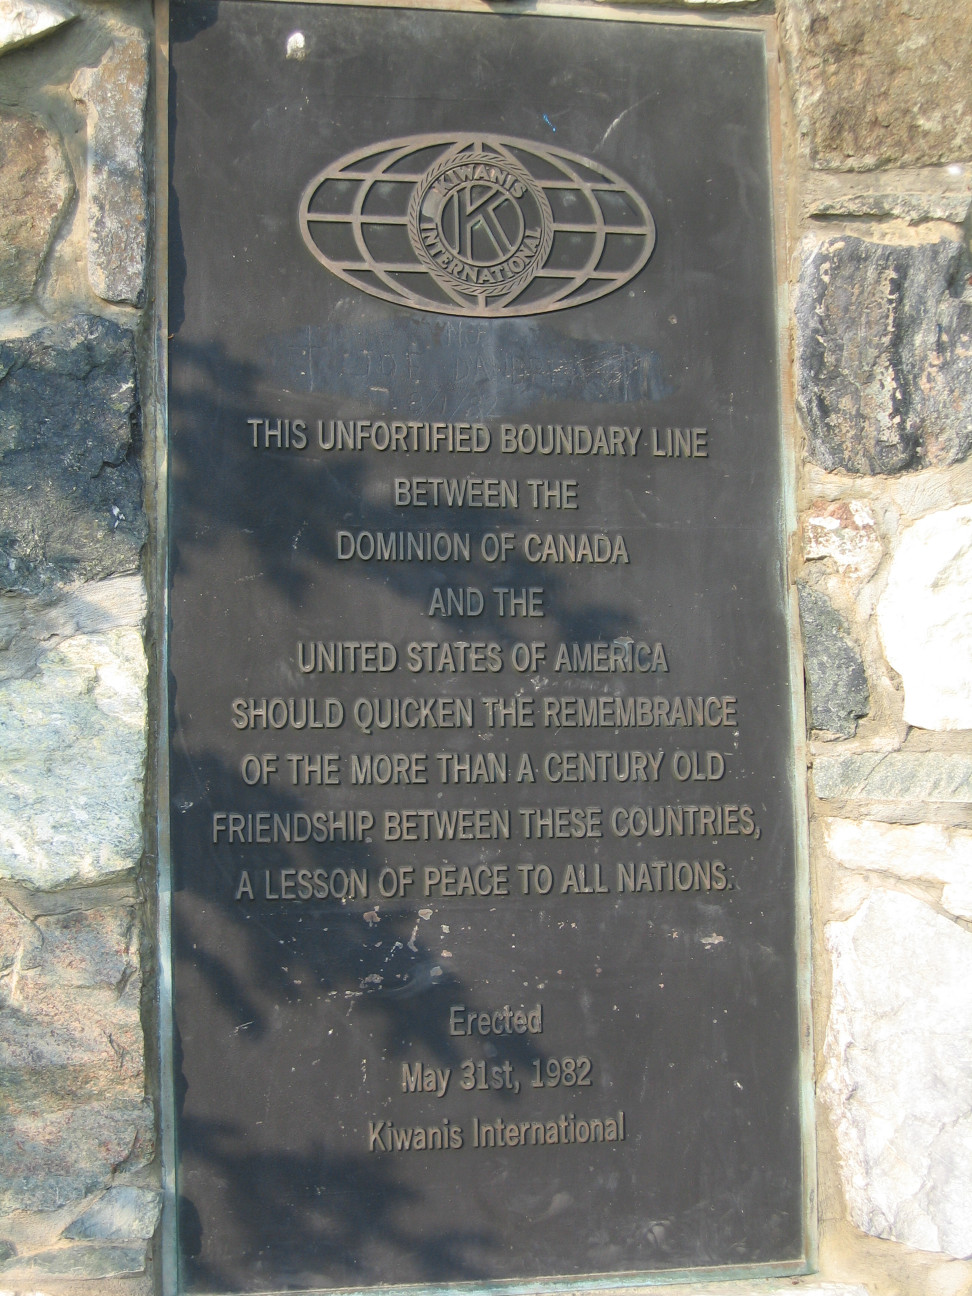 KIWANIS
K
INTERNATIONAL
THIS UNFORTIFIED BOUNDARY LINE
BETWEEN THE
DOMINION OF CANADA
AND THE
UNITED STATES OF AMERICA
SHOULD QUICKEN THE REMEMBRANCE
OF THE MORE THAN A CENTURY OLD
FRIENDSHIP BETWEEN THESE COUNTRIES,
A LESSON OF PEACE TO ALL NATIONS.
Erected
May 31st, 1982
Kiwanis International